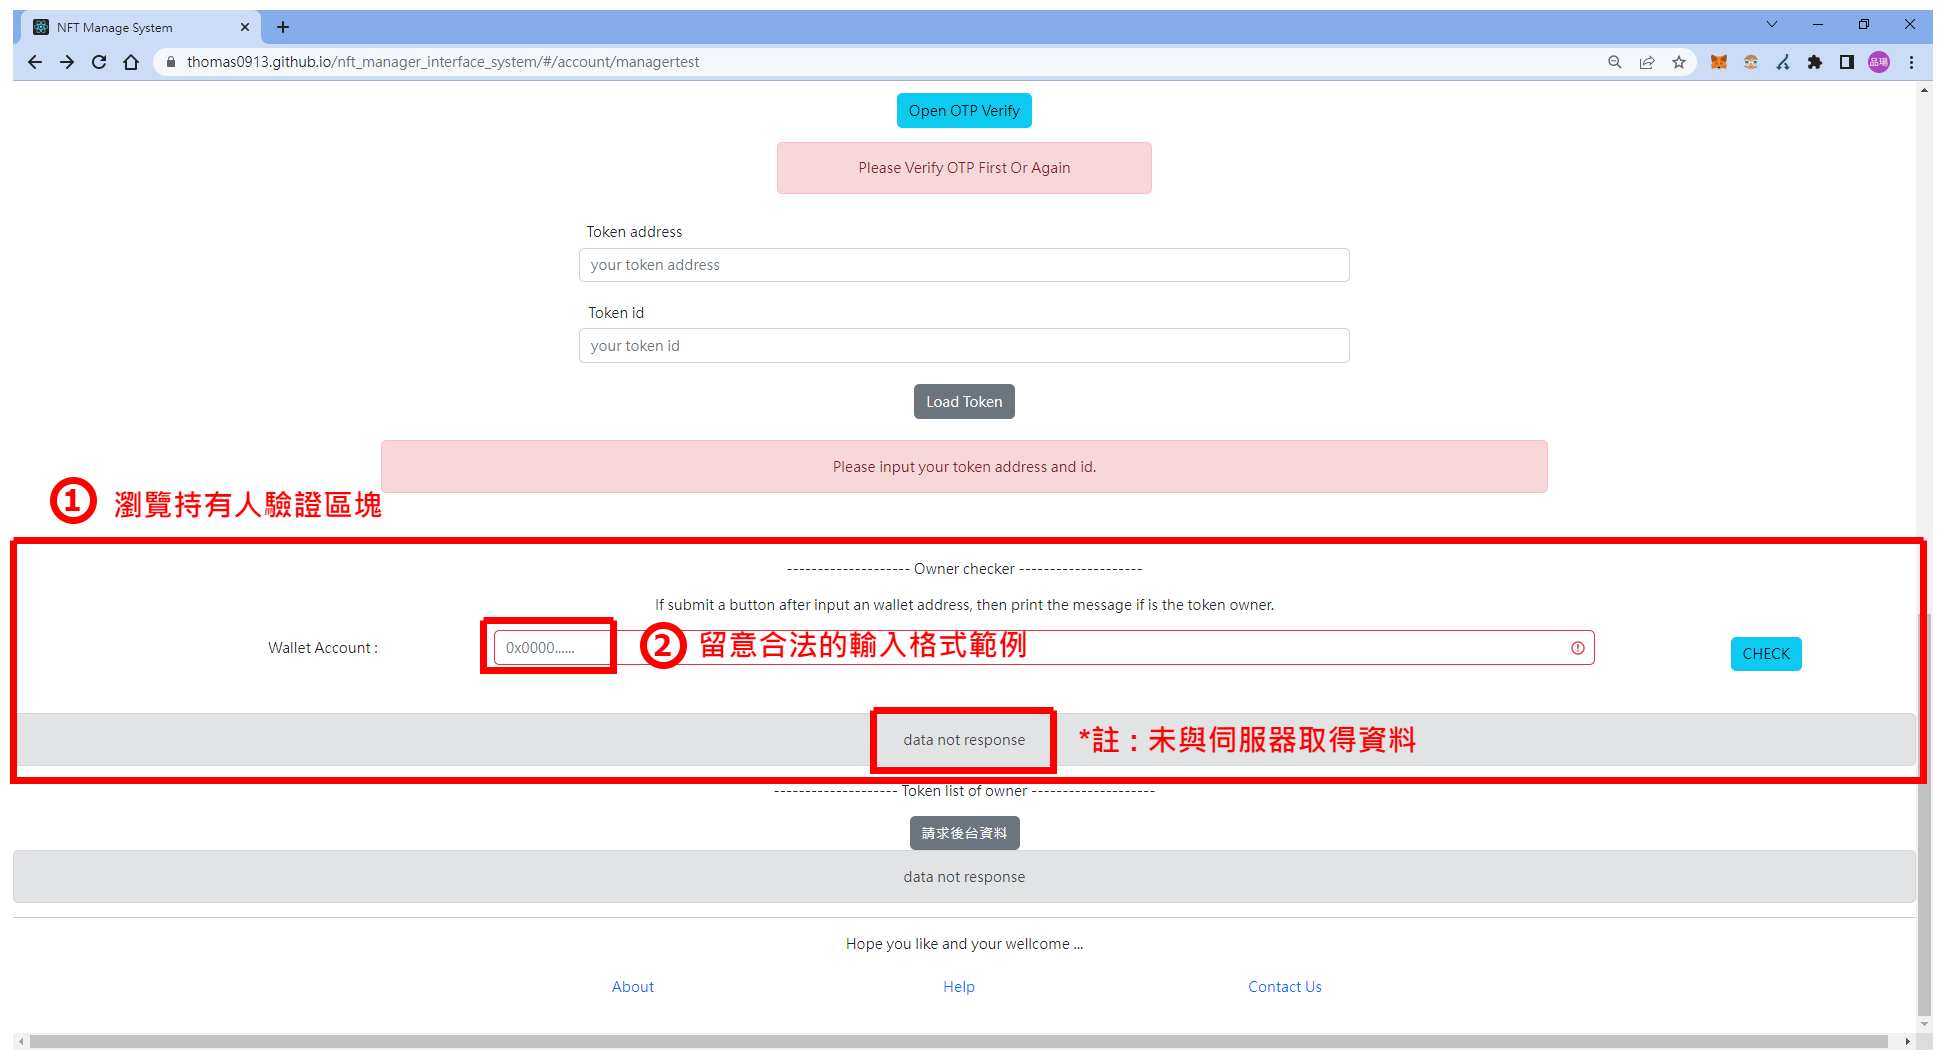 NFT Manage System
thomas0913.github.io/nft_manager_interface_system/#/account/managertest
品瑒
Open OTP Verify
Please Verify OTP First Or Again
Token address
your token address
Token id
your token id
Load Token
Please input your token address and id.
1 瀏覽持有人驗證區塊
-------------------- Owner checker --------------------
If submit a button after input an wallet address, then print the message if is the token owner.
Wallet Account : 0x0000...... 2 留意合法的輸入格式範例 CHECK
data not response *註：未與伺服器取得資料
-------------------- Token list of owner --------------------
請求後台資料
data not response
Hope you like and your wellcome ...
About Help Contact Us